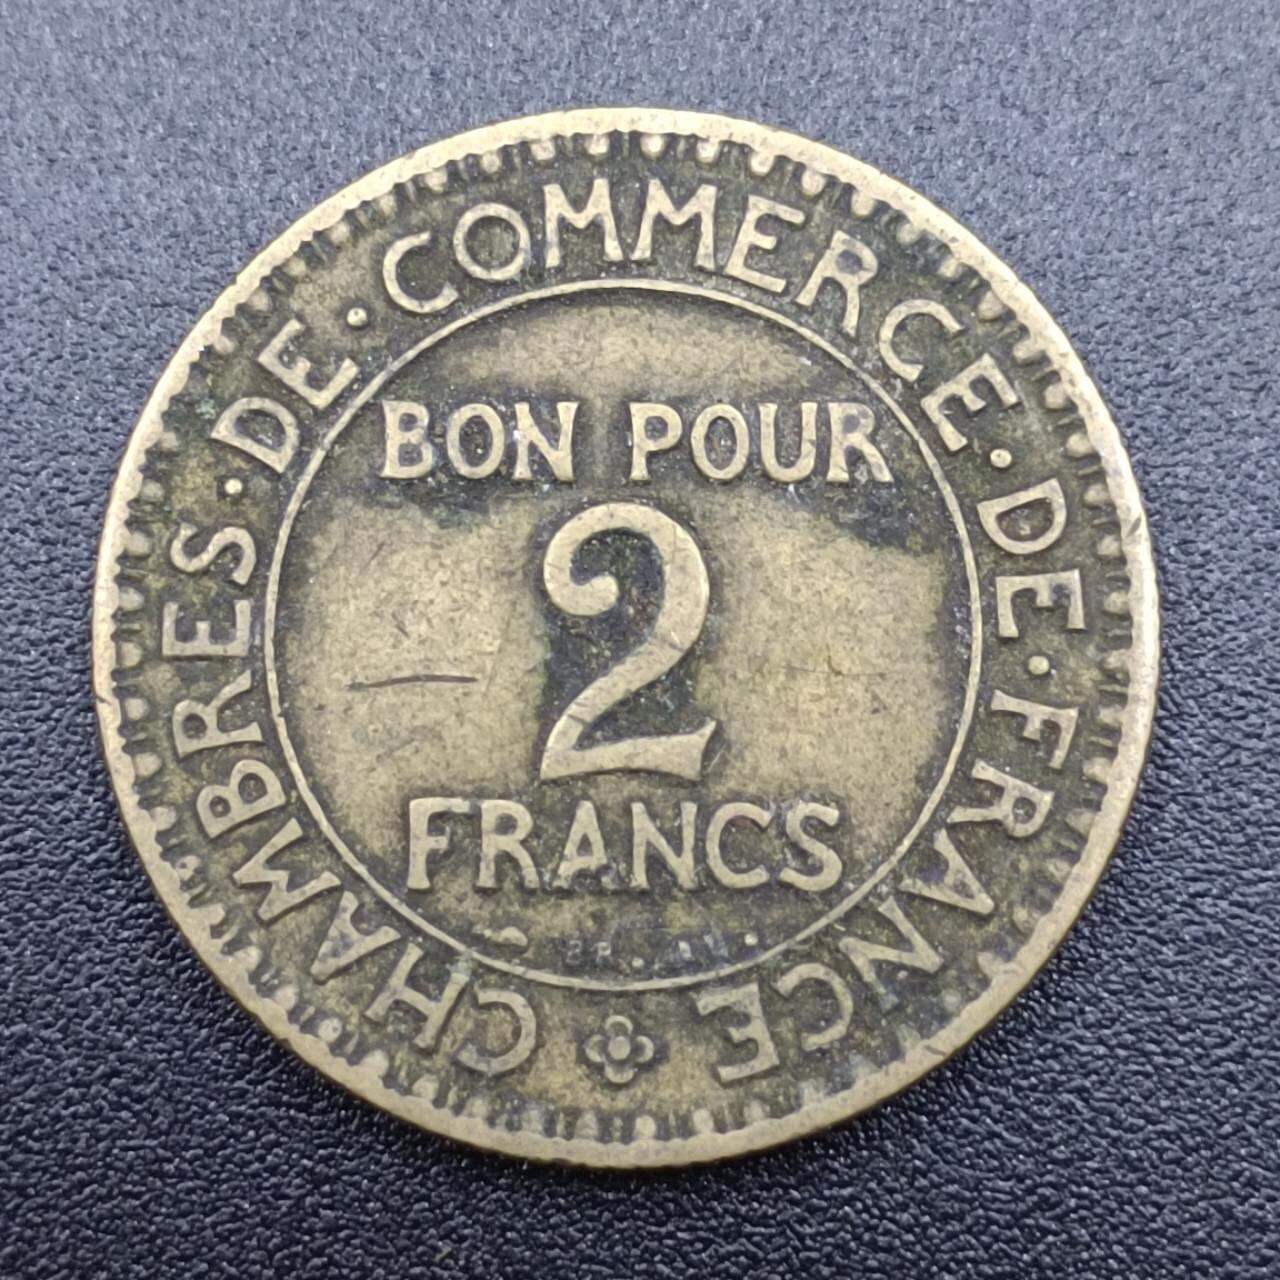 CHAMBRES·DE·COMMERCE·DE·FRANCE
BON POUR
2
FRANCS